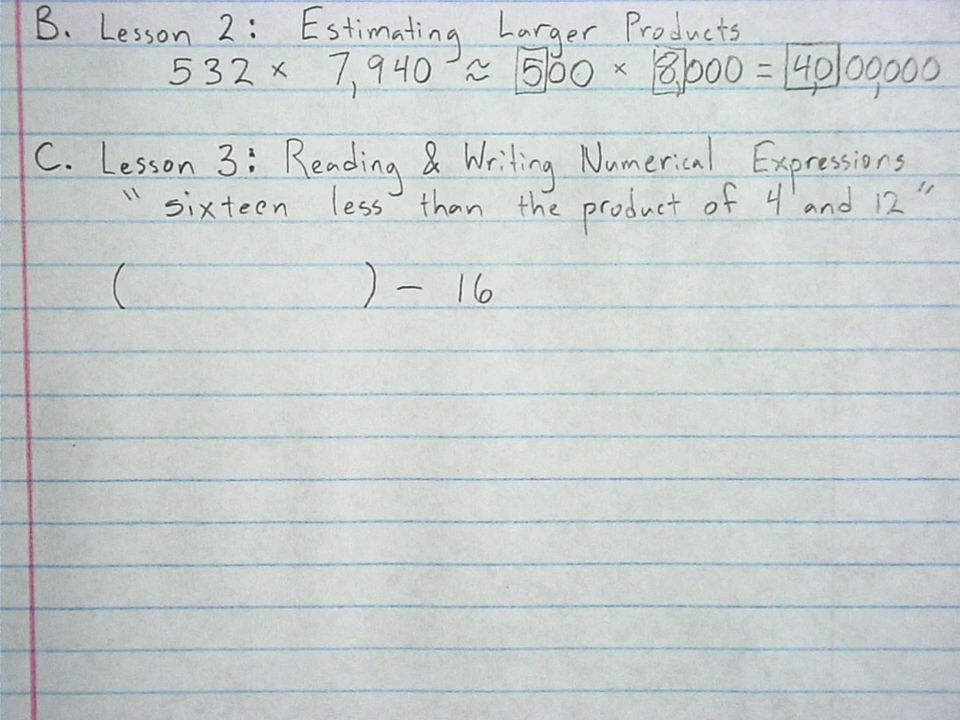 B. Lesson 2: Estimating Larger Products
532 × 7,940 ≈ 500 × 8,000 = 4,000,000
C. Lesson 3: Reading & Writing Numerical Expressions
"sixteen less than the product of 4 and 12"
( ) - 16